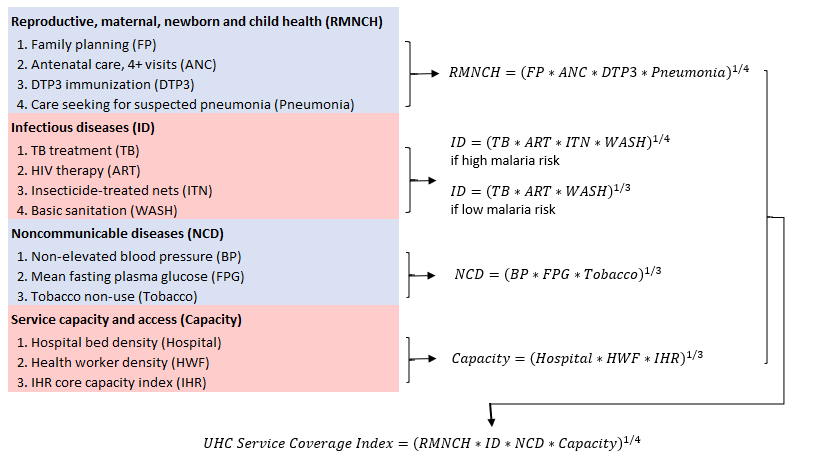 Reproductive, maternal, newborn and child health (RMNCH)
1. Family planning (FP)
2. Antenatal care, 4+ visits (ANC)
3. DTP3 immunization (DTP3)
4. Care seeking for suspected pneumonia (Pneumonia)
RMNCH = (FP * ANC * DTP3 * Pneumonia)^1/4
Infectious diseases (ID)
1. TB treatment (TB)
2. HIV therapy (ART)
3. Insecticide-treated nets (ITN)
4. Basic sanitation (WASH)
ID = (TB * ART * ITN * WASH)^1/4
if high malaria risk
ID = (TB * ART * WASH)^1/3
if low malaria risk
Noncommunicable diseases (NCD)
1. Non-elevated blood pressure (BP)
2. Mean fasting plasma glucose (FPG)
3. Tobacco non-use (Tobacco)
NCD = (BP * FPG * Tobacco)^1/3
Service capacity and access (Capacity)
1. Hospital bed density (Hospital)
2. Health worker density (HWF)
3. IHR core capacity index (IHR)
Capacity = (Hospital * HWF * IHR)^1/3
UHC Service Coverage Index = (RMNCH * ID * NCD * Capacity)^1/4